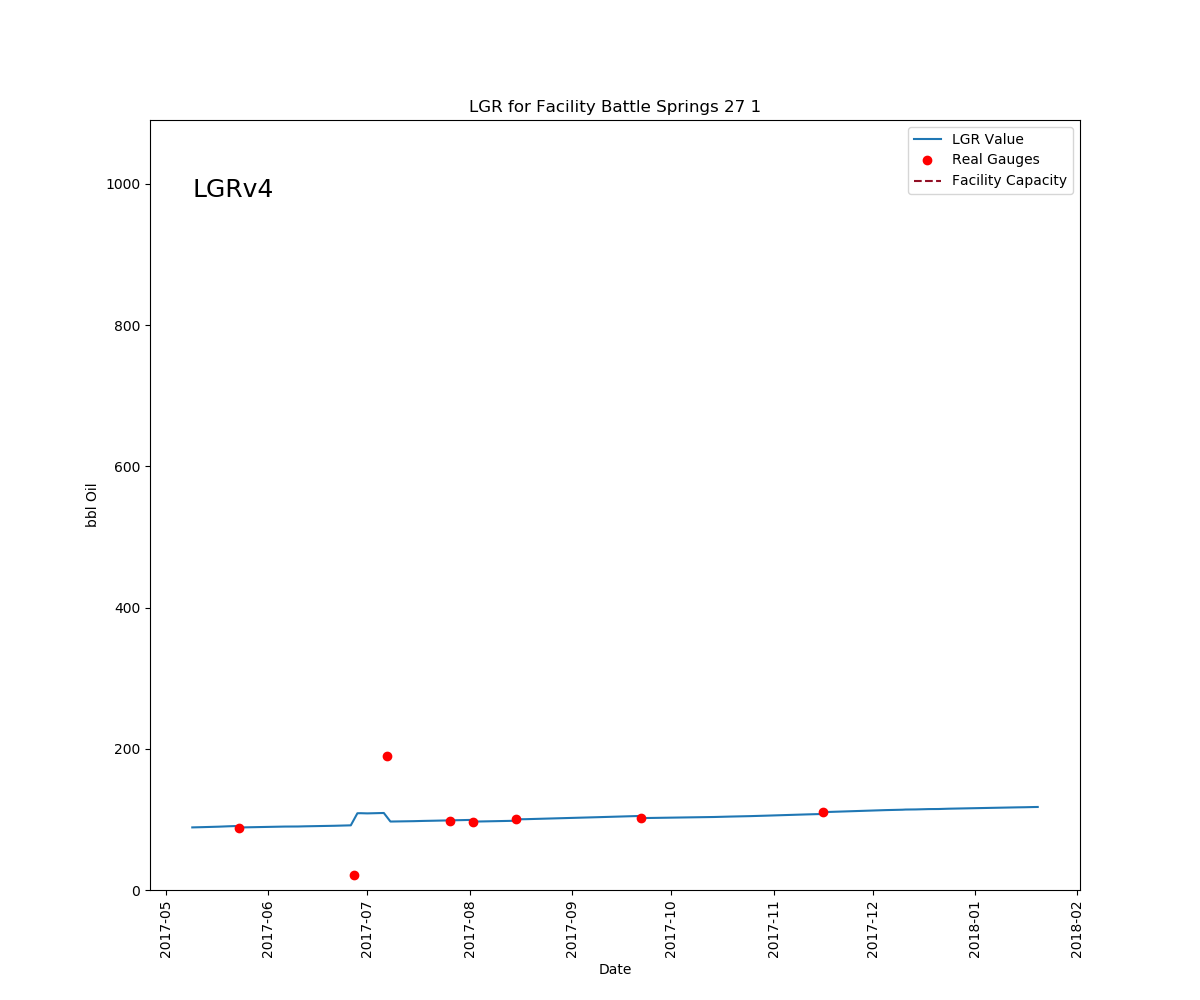 LGR for Facility Battle Springs 27 1
LGR Value
Real Gauges
Facility Capacity
LGRv4
1000
800
600
400
200
0
bbl Oil
2017-05
2017-06
2017-07
2017-08
2017-09
2017-10
2017-11
2017-12
2018-01
2018-02
Date